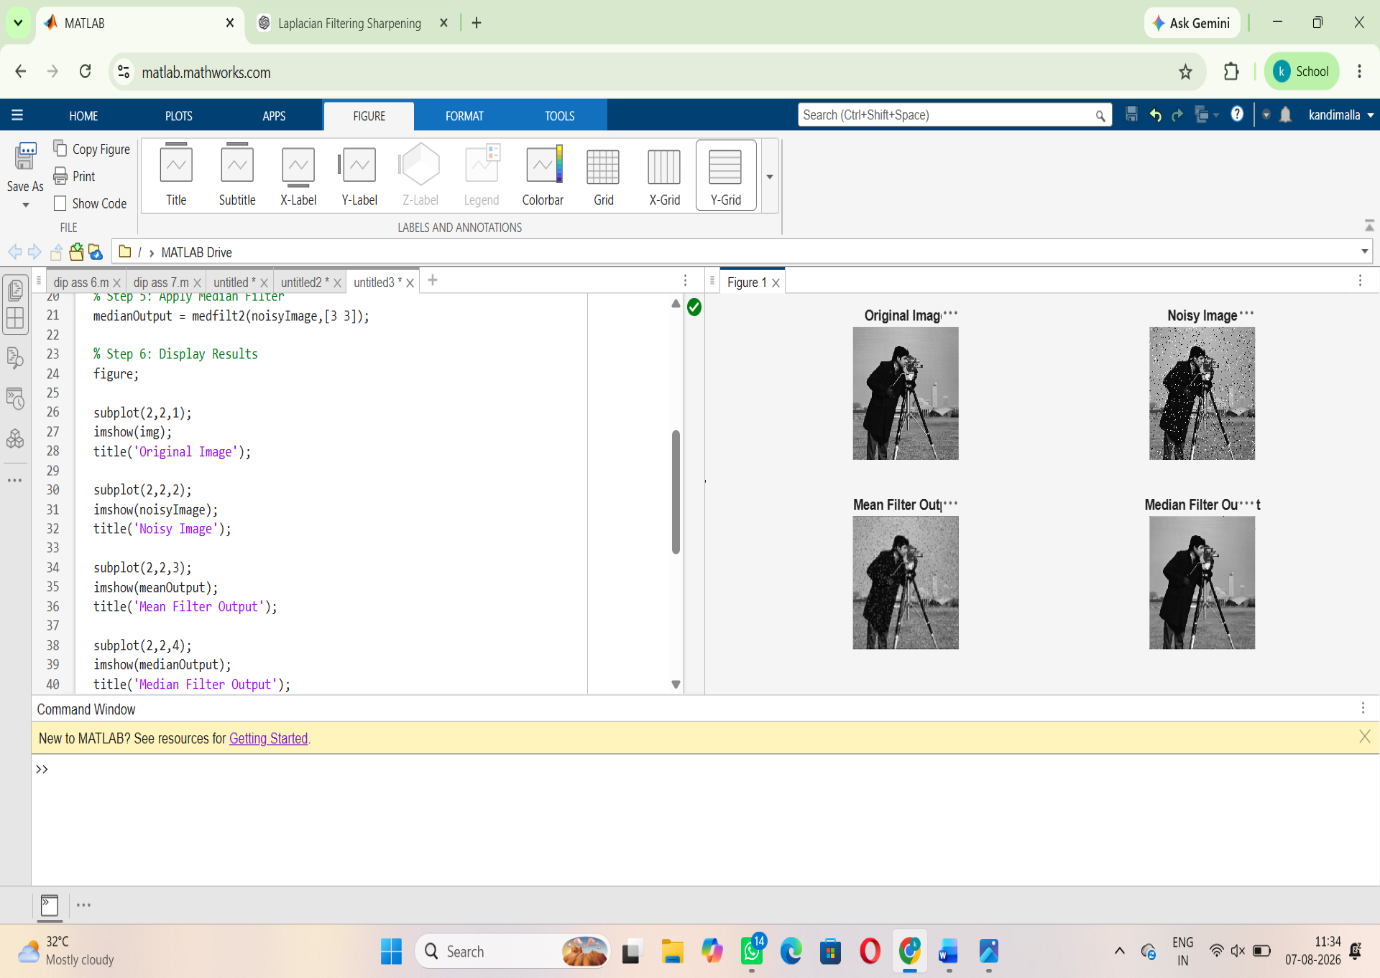 MATLAB
Laplacian Filtering Sharpening
Ask Gemini
matlab.mathworks.com
k School
HOME PLOTS APPS FIGURE FORMAT TOOLS
Search (Ctrl+Shift+Space)
kandimalla
Save As
Copy Figure
Print
Show Code
FILE
Title Subtitle X-Label Y-Label Z-Label Legend Colorbar Grid X-Grid Y-Grid
LABELS AND ANNOTATIONS
/ › MATLAB Drive
dip ass 6.m dip ass 7.m untitled * untitled2 * untitled3 *
Figure 1
20 % Step 5: Apply Median Filter
21 medianOutput = medfilt2(noisyImage,[3 3]);
22
23 % Step 6: Display Results
24 figure;
25
26 subplot(2,2,1);
27 imshow(img);
28 title('Original Image');
29
30 subplot(2,2,2);
31 imshow(noisyImage);
32 title('Noisy Image');
33
34 subplot(2,2,3);
35 imshow(meanOutput);
36 title('Mean Filter Output');
37
38 subplot(2,2,4);
39 imshow(medianOutput);
40 title('Median Filter Output');
Original Imag···
Noisy Image···
Mean Filter Out···
Median Filter Ou···t
Command Window
New to MATLAB? See resources for Getting Started.
>>
32°C
Mostly cloudy
Search
14
ENG
IN
11:34
07-08-2026